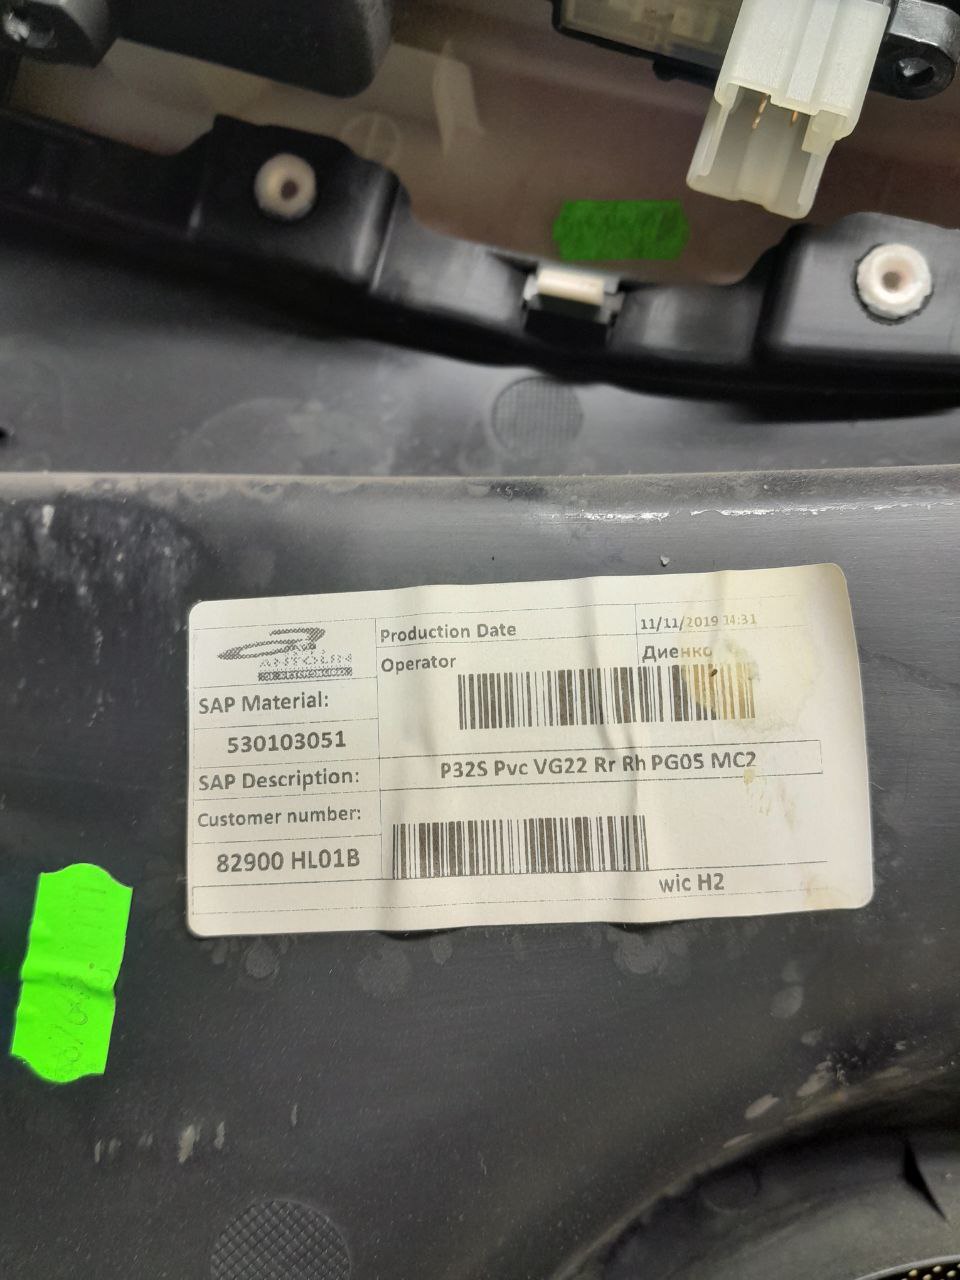 ANTOLIN
Production Date
11/11/2019 14:31
Operator
Диенко
SAP Material:
530103051
SAP Description:
P32S Pvc VG22 Rr Rh PG05 MC2
Customer number:
82900 HL01B
wic H2